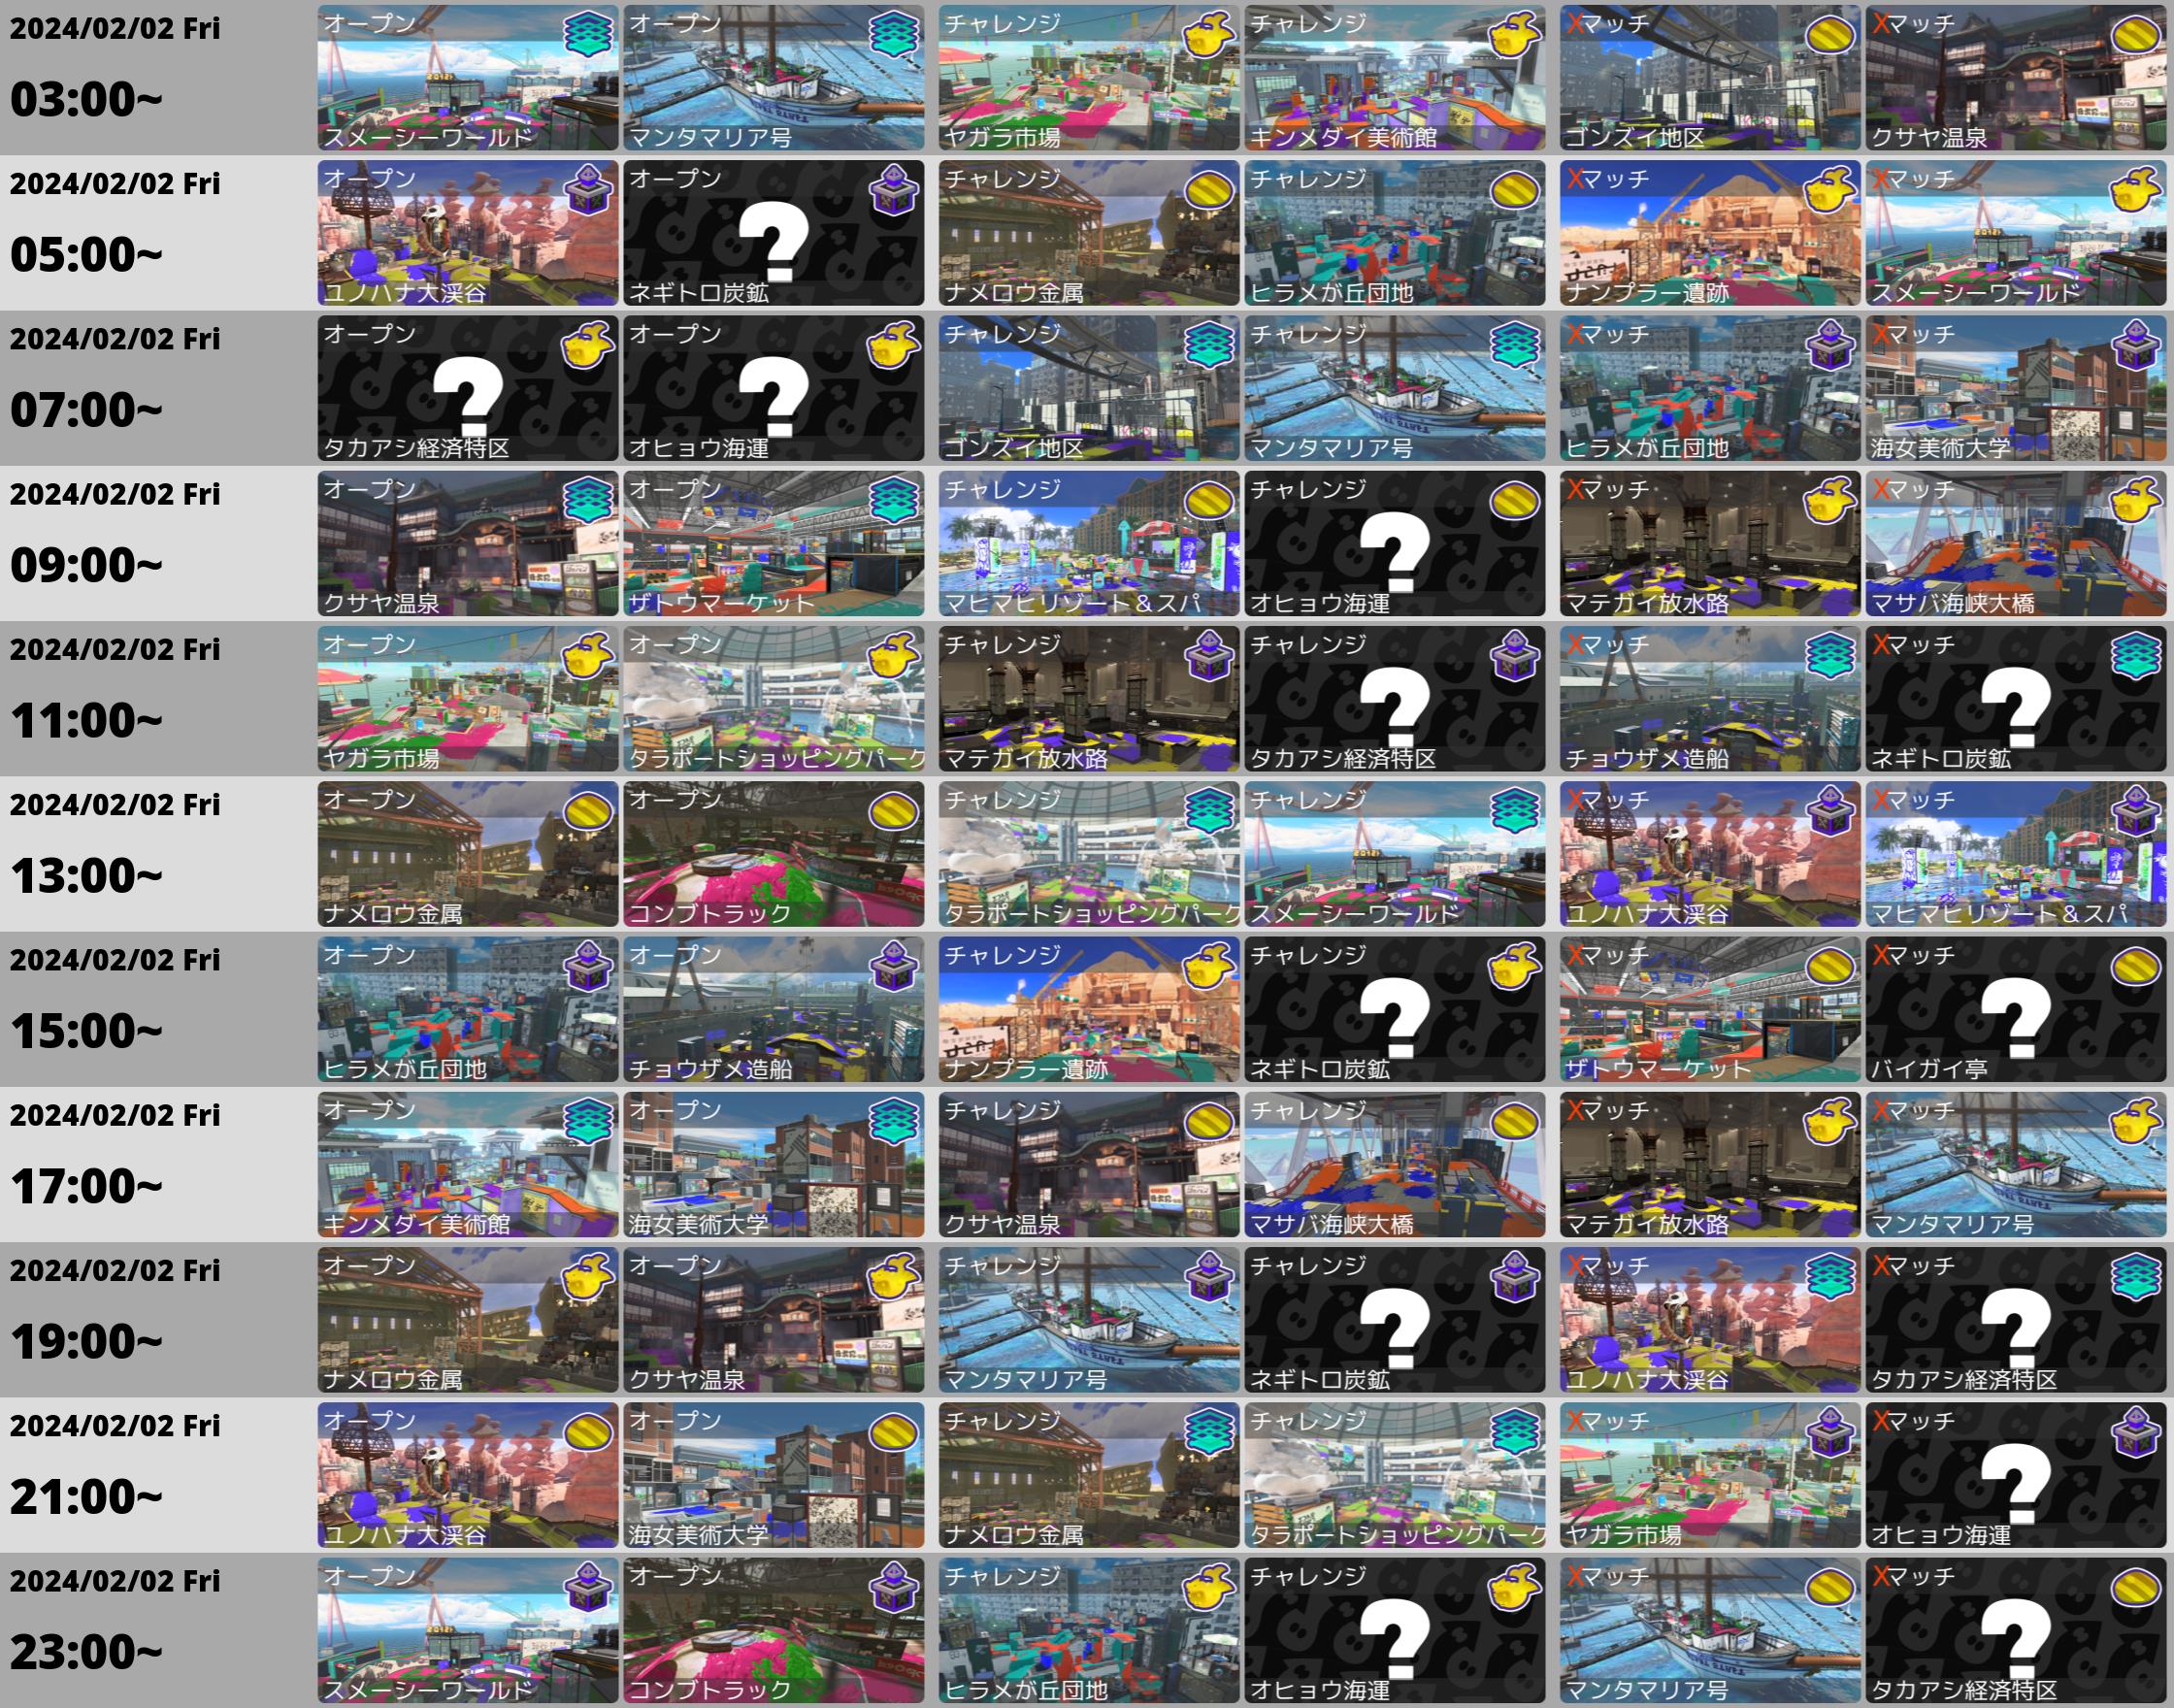 2024/02/02 Fri
03:00~
オープン
スメーシーワールド
オープン
マンタマリア号
チャレンジ
ヤガラ市場
チャレンジ
キンメダイ美術館
Xマッチ
ゴンズイ地区
Xマッチ
クサヤ温泉
2024/02/02 Fri
05:00~
オープン
ユノハナ大渓谷
オープン
?
ネギトロ炭鉱
チャレンジ
ナメロウ金属
チャレンジ
ヒラメが丘団地
Xマッチ
ナンプラー遺跡
Xマッチ
スメーシーワールド
2024/02/02 Fri
07:00~
オープン
?
タカアシ経済特区
オープン
?
オヒョウ海運
チャレンジ
ゴンズイ地区
チャレンジ
マンタマリア号
Xマッチ
ヒラメが丘団地
Xマッチ
海女美術大学
2024/02/02 Fri
09:00~
オープン
クサヤ温泉
オープン
ザトウマーケット
チャレンジ
マヒマヒリゾート＆スパ
チャレンジ
?
オヒョウ海運
Xマッチ
マテガイ放水路
Xマッチ
マサバ海峡大橋
2024/02/02 Fri
11:00~
オープン
ヤガラ市場
オープン
タラポートショッピングパーク
チャレンジ
マテガイ放水路
チャレンジ
?
タカアシ経済特区
Xマッチ
チョウザメ造船
Xマッチ
?
ネギトロ炭鉱
2024/02/02 Fri
13:00~
オープン
ナメロウ金属
オープン
コンブトラック
チャレンジ
タラポートショッピングパーク
チャレンジ
スメーシーワールド
Xマッチ
ユノハナ大渓谷
Xマッチ
マヒマヒリゾート＆スパ
2024/02/02 Fri
15:00~
オープン
ヒラメが丘団地
オープン
チョウザメ造船
チャレンジ
ナンプラー遺跡
チャレンジ
?
ネギトロ炭鉱
Xマッチ
ザトウマーケット
Xマッチ
?
バイガイ亭
2024/02/02 Fri
17:00~
オープン
キンメダイ美術館
オープン
海女美術大学
チャレンジ
クサヤ温泉
チャレンジ
マサバ海峡大橋
Xマッチ
マテガイ放水路
Xマッチ
マンタマリア号
2024/02/02 Fri
19:00~
オープン
ナメロウ金属
オープン
クサヤ温泉
チャレンジ
マンタマリア号
チャレンジ
?
ネギトロ炭鉱
Xマッチ
ユノハナ大渓谷
Xマッチ
?
タカアシ経済特区
2024/02/02 Fri
21:00~
オープン
ユノハナ大渓谷
オープン
海女美術大学
チャレンジ
ナメロウ金属
チャレンジ
タラポートショッピングパーク
Xマッチ
ヤガラ市場
Xマッチ
?
オヒョウ海運
2024/02/02 Fri
23:00~
オープン
スメーシーワールド
オープン
コンブトラック
チャレンジ
ヒラメが丘団地
チャレンジ
?
オヒョウ海運
Xマッチ
マンタマリア号
Xマッチ
?
タカアシ経済特区